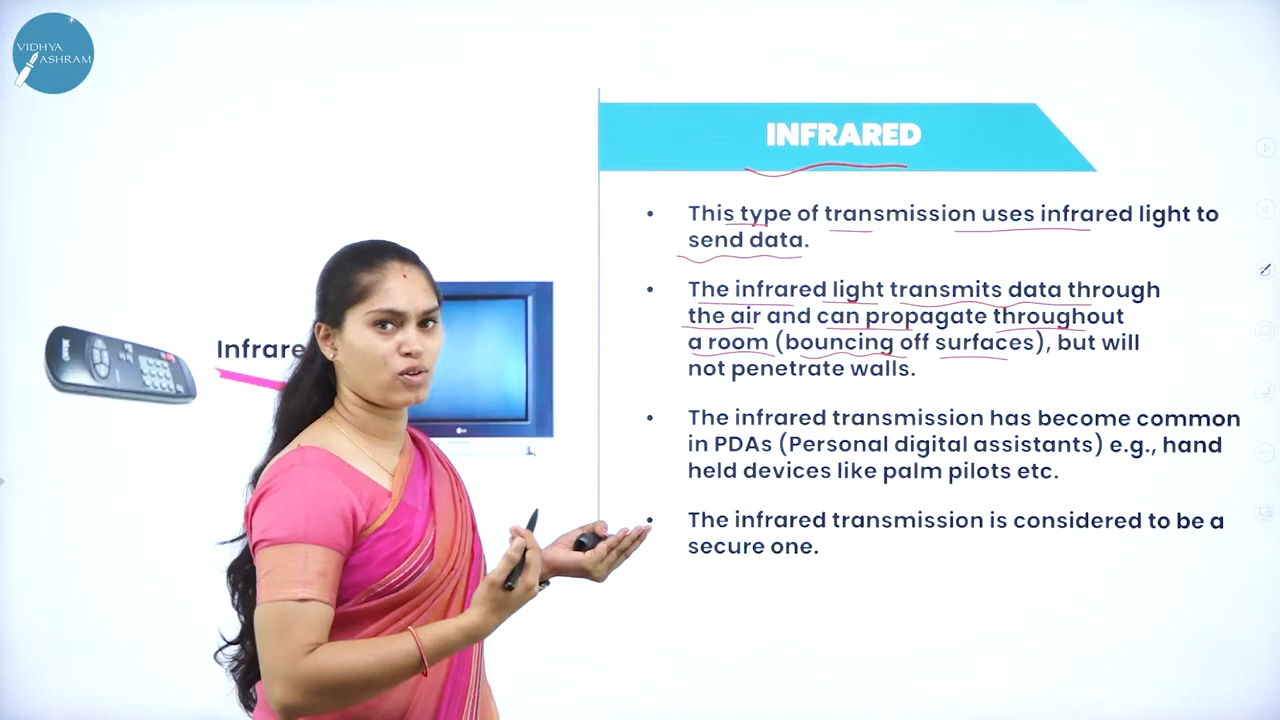 VIDHYA
ASHRAM
INFRARED
• This type of transmission uses infrared light to
send data.
• The infrared light transmits data through
the air and can propagate throughout
a room (bouncing off surfaces), but will
not penetrate walls.
• The infrared transmission has become common
in PDAs (Personal digital assistants) e.g., hand
held devices like palm pilots etc.
• The infrared transmission is considered to be a
secure one.
Infrare
LG